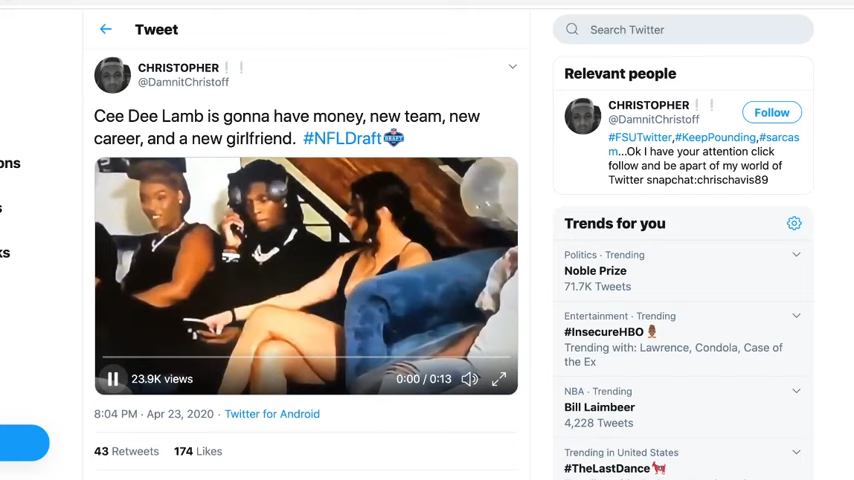 Tweet
CHRISTOPHER❕❕
@DamnitChristoff
Cee Dee Lamb is gonna have money, new team, new
career, and a new girlfriend. #NFLDraft
23.9K views
0:00 / 0:13
8:04 PM · Apr 23, 2020 · Twitter for Android
43 Retweets 174 Likes
ons
s
ks
Search Twitter
Relevant people
CHRISTOPHER❕❕
@DamnitChristoff
Follow
#FSUTwitter,#KeepPounding,#sarcas
m...Ok I have your attention click
follow and be apart of my world of
Twitter snapchat:chrischavis89
Trends for you
Politics · Trending
Noble Prize
71.7K Tweets
Entertainment · Trending
#InsecureHBO
Trending with: Lawrence, Condola, Case of
the Ex
NBA · Trending
Bill Laimbeer
4,228 Tweets
Trending in United States
#TheLastDance